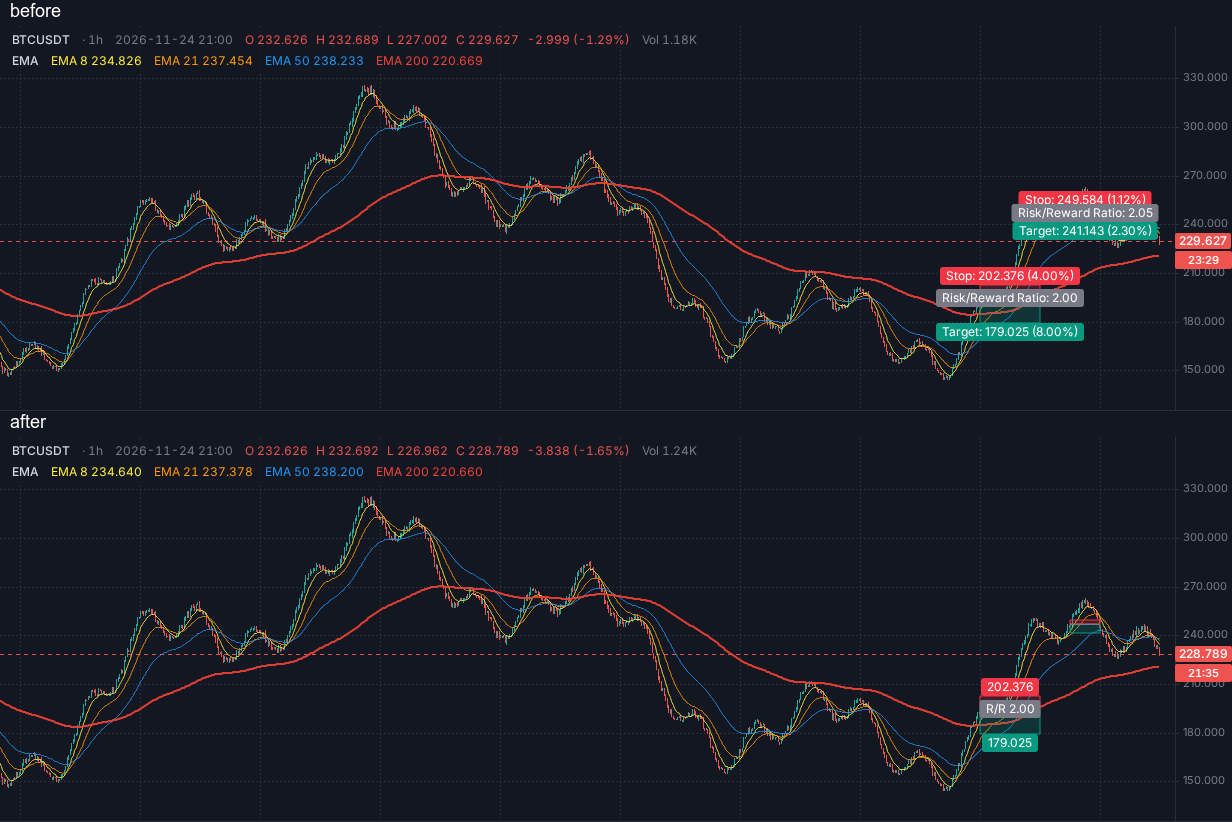 before
BTCUSDT · 1h 2026-11-24 21:00 O 232.626 H 232.689 L 227.002 C 229.627 -2.999 (-1.29%) Vol 1.18K
EMA EMA 8 234.826 EMA 21 237.454 EMA 50 238.233 EMA 200 220.669
330.000
300.000
270.000
Stop: 249.584 (1.12%)
Risk/Reward Ratio: 2.05
240.000
Target: 241.143 (2.30%)
229.627
23:29
210.000
Stop: 202.376 (4.00%)
Risk/Reward Ratio: 2.00
180.000
Target: 179.025 (8.00%)
150.000
after
BTCUSDT · 1h 2026-11-24 21:00 O 232.626 H 232.692 L 226.962 C 228.789 -3.838 (-1.65%) Vol 1.24K
EMA EMA 8 234.640 EMA 21 237.378 EMA 50 238.200 EMA 200 220.660
330.000
300.000
270.000
240.000
228.789
21:35
210.000
202.376
R/R 2.00
180.000
179.025
150.000